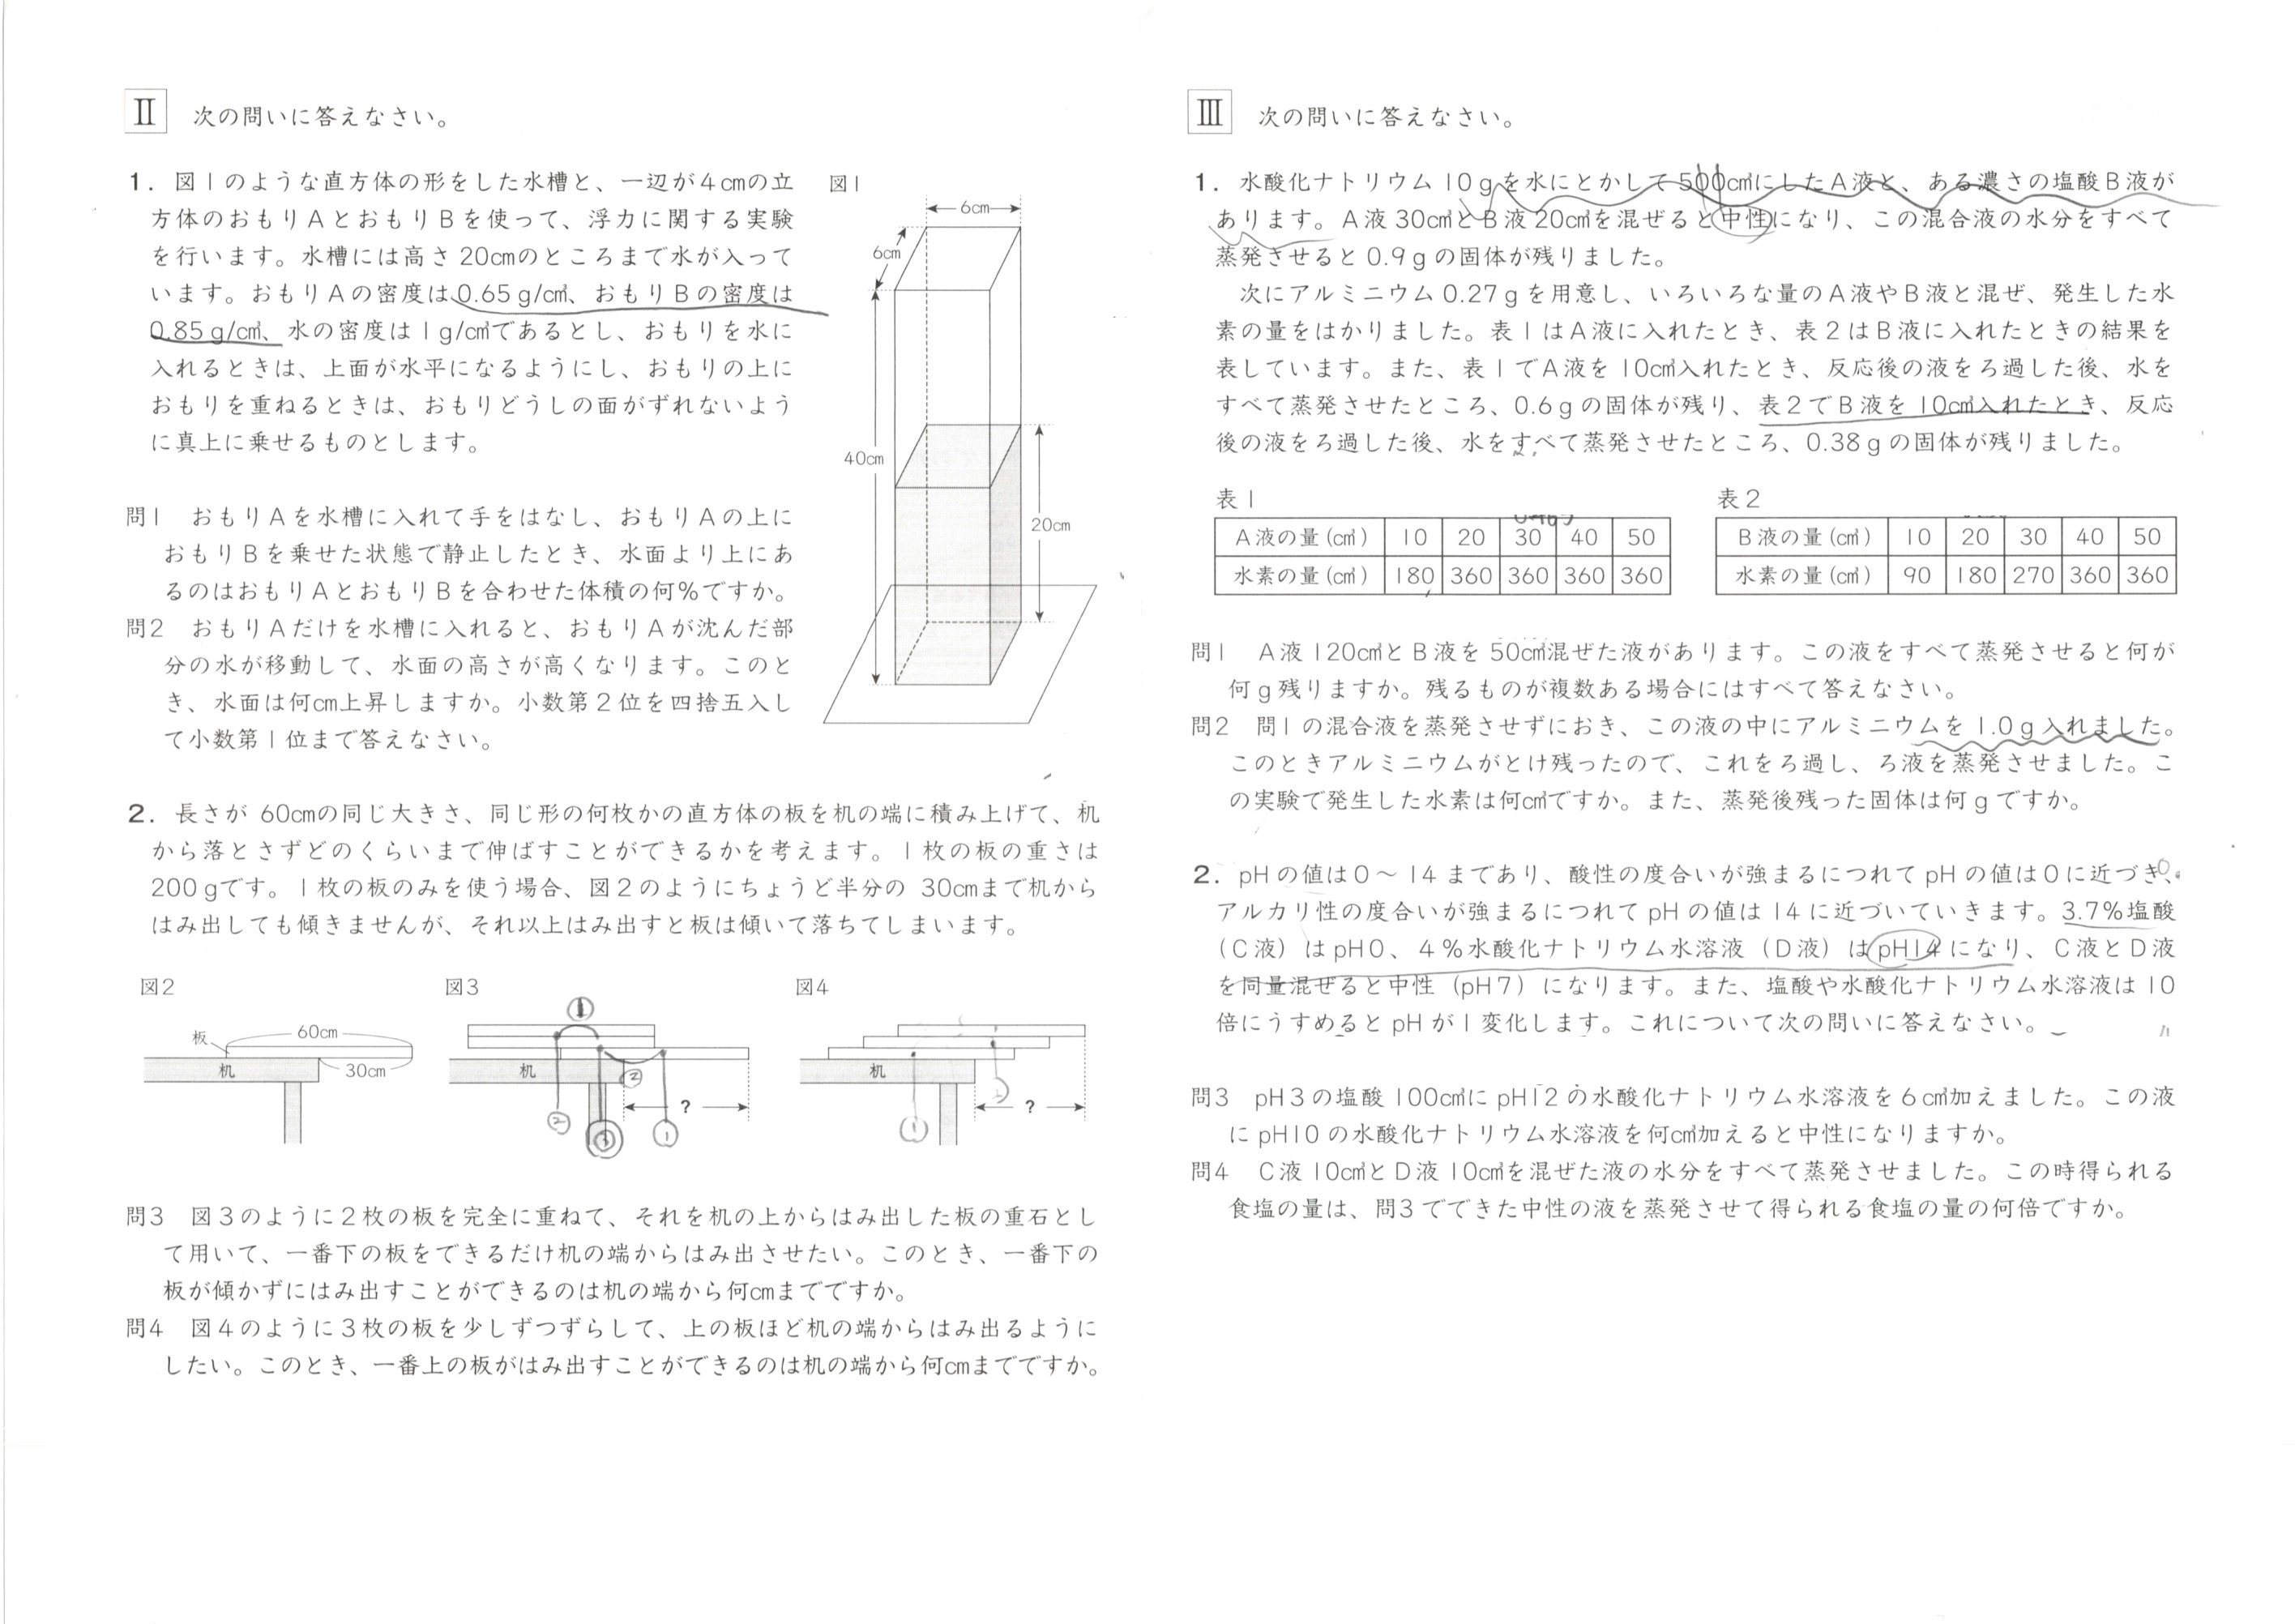 Ⅱ 次の問いに答えなさい。
1. 図1のような直方体の形をした水槽と、一辺が4cmの立
方体のおもりAとおもりBを使って、浮力に関する実験
を行います。水槽には高さ20cmのところまで水が入って
います。おもりAの密度は0.65g/c㎥、おもりBの密度は
0.85g/c㎥、水の密度は1g/c㎥であるとし、おもりを水に
入れるときは、上面が水平になるようにし、おもりの上に
おもりを重ねるときは、おもりどうしの面がずれないよう
に真上に乗せるものとします。
図1
6cm
6cm
40cm
20cm
問1 おもりAを水槽に入れて手をはなし、おもりAの上に
おもりBを乗せた状態で静止したとき、水面より上にあ
るのはおもりAとおもりBを合わせた体積の何%ですか。
問2 おもりAだけを水槽に入れると、おもりAが沈んだ部
分の水が移動して、水面の高さが高くなります。このと
き、水面は何cm上昇しますか。小数第2位を四捨五入し
て小数第1位まで答えなさい。
2. 長さが60cmの同じ大きさ、同じ形の何枚かの直方体の板を机の端に積み上げて、机
から落とさずどのくらいまで伸ばすことができるかを考えます。1枚の板の重さは
200gです。1枚の板のみを使う場合、図2のようにちょうど半分の30cmまで机から
はみ出しても傾きませんが、それ以上はみ出すと板は傾いて落ちてしまいます。
図2 図3 図4
板 60cm
机 30cm
机 ?
机 ?
① ② ② ③ ①
①
問3 図3のように2枚の板を完全に重ねて、それを机の上からはみ出した板の重石とし
て用いて、一番下の板をできるだけ机の端からはみ出させたい。このとき、一番下の
板が傾かずにはみ出すことができるのは机の端から何cmまでですか。
問4 図4のように3枚の板を少しずつずらして、上の板ほど机の端からはみ出るように
したい。このとき、一番上の板がはみ出すことができるのは机の端から何cmまでですか。
Ⅲ 次の問いに答えなさい。
1. 水酸化ナトリウム10gを水にとかして500c㎥にしたA液と、ある濃さの塩酸B液が
あります。A液30c㎥とB液20c㎥を混ぜると中性になり、この混合液の水分をすべて
蒸発させると0.9gの固体が残りました。
次にアルミニウム0.27gを用意し、いろいろな量のA液やB液と混ぜ、発生した水
素の量をはかりました。表1はA液に入れたとき、表2はB液に入れたときの結果を
表しています。また、表1でA液を10c㎥入れたとき、反応後の液をろ過した後、水を
すべて蒸発させたところ、0.6gの固体が残り、表2でB液を10c㎥入れたとき、反応
後の液をろ過した後、水をすべて蒸発させたところ、0.38gの固体が残りました。
表1
A液の量(c㎥) 10 20 30 40 50
水素の量(c㎥) 180 360 360 360 360
表2
B液の量(c㎥) 10 20 30 40 50
水素の量(c㎥) 90 180 270 360 360
問1 A液120c㎥とB液を50c㎥混ぜた液があります。この液をすべて蒸発させると何が
何g残りますか。残るものが複数ある場合にはすべて答えなさい。
問2 問1の混合液を蒸発させずにおき、この液の中にアルミニウムを1.0g入れました。
このときアルミニウムがとけ残ったので、これをろ過し、ろ液を蒸発させました。こ
の実験で発生した水素は何c㎥ですか。また、蒸発後残った固体は何gですか。
2. pHの値は0～14まであり、酸性の度合いが強まるにつれてpHの値は0に近づき、
アルカリ性の度合いが強まるにつれてpHの値は14に近づいていきます。3.7%塩酸
(C液)はpH0、4%水酸化ナトリウム水溶液(D液)はpH14になり、C液とD液
を同量混ぜると中性(pH7)になります。また、塩酸や水酸化ナトリウム水溶液は10
倍にうすめるとpHが1変化します。これについて次の問いに答えなさい。
問3 pH3の塩酸100c㎥にpH12の水酸化ナトリウム水溶液を6c㎥加えました。この液
にpH10の水酸化ナトリウム水溶液を何c㎥加えると中性になりますか。
問4 C液10c㎥とD液10c㎥を混ぜた液の水分をすべて蒸発させました。この時得られる
食塩の量は、問3でできた中性の液を蒸発させて得られる食塩の量の何倍ですか。